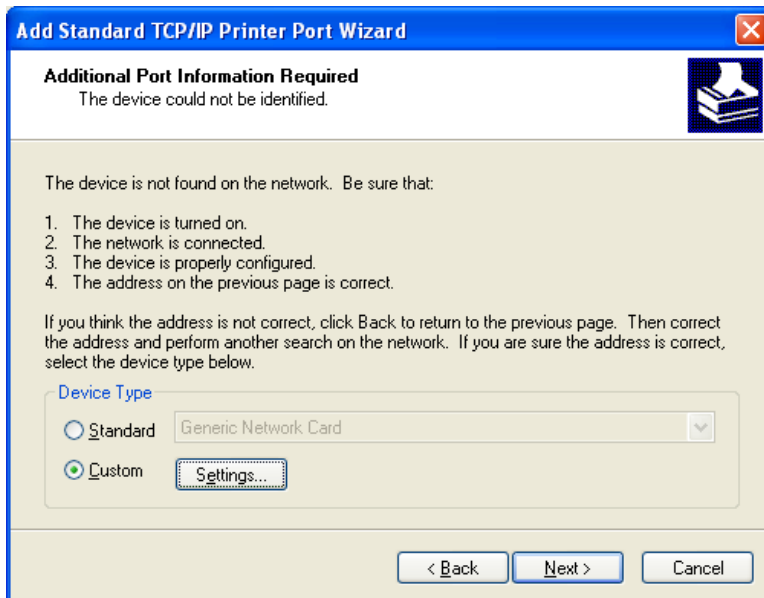 Add Standard TCP/IP Printer Port Wizard
Additional Port Information Required
The device could not be identified.
The device is not found on the network.  Be sure that:
1.  The device is turned on.
2.  The network is connected.
3.  The device is properly configured.
4.  The address on the previous page is correct.
If you think the address is not correct, click Back to return to the previous page.  Then correct
the address and perform another search on the network.  If you are sure the address is correct,
select the device type below.
Device Type
Standard Generic Network Card
Custom Settings...
< Back Next > Cancel